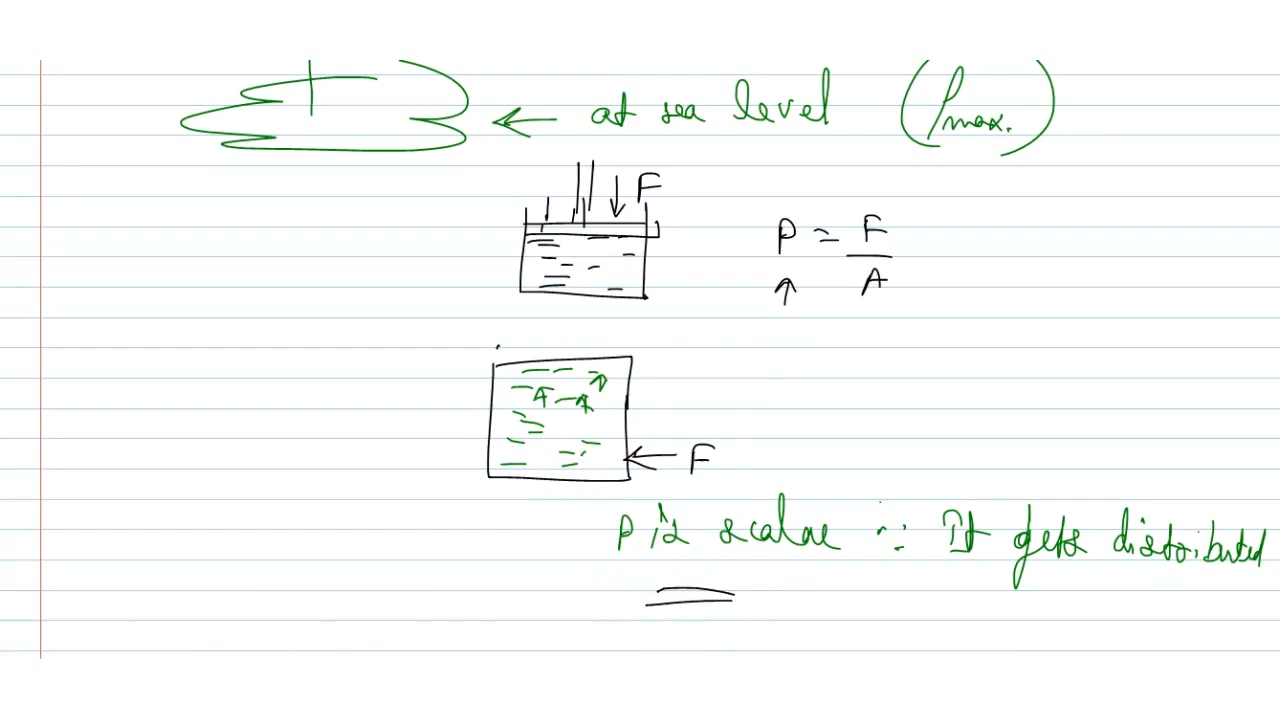 ← at sea level (Pmax.)
↓ F
P = F/A
↑
← F
P is scalar ∵ It gets distributed